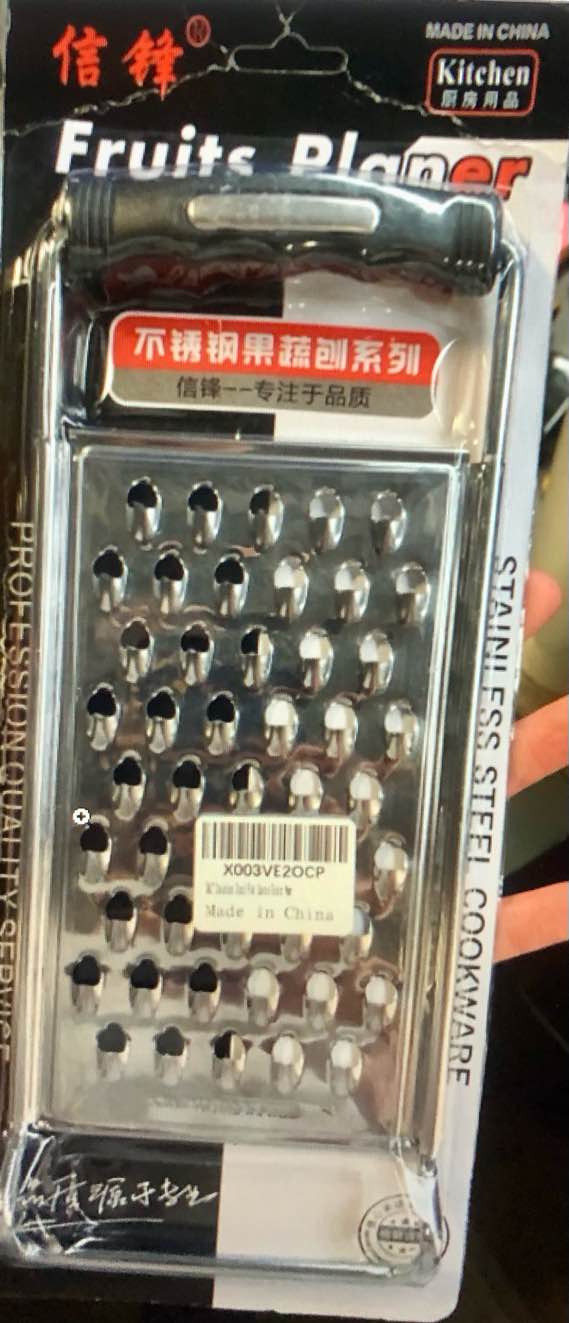 信锋®
MADE IN CHINA
Kitchen
厨房用品
Fruits Planer
不锈钢果蔬刨系列
信锋——专注于品质
PROFESSION QUALITY SERVICE
STAINLESS STEEL COOKWARE
X003VE2OCP
Made in China